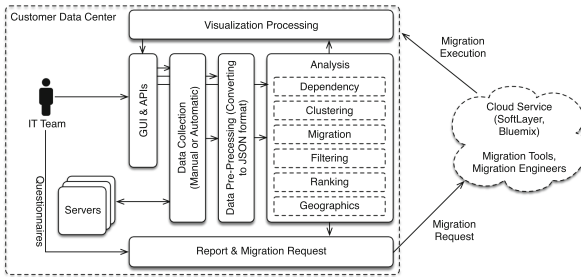 Customer Data Center
Visualization Processing
IT Team
GUI & APIs
Data Collection
(Manual or Automatic)
Data Pre-Precessing (Converting
to JSON format)
Analysis
Dependency
Clustering
Migration
Filtering
Ranking
Geographics
Questionnaires
Servers
Report & Migration Request
Migration
Execution
Cloud Service
(SoftLayer,
Bluemix)
Migration Tools,
Migration Engineers
Migration
Request